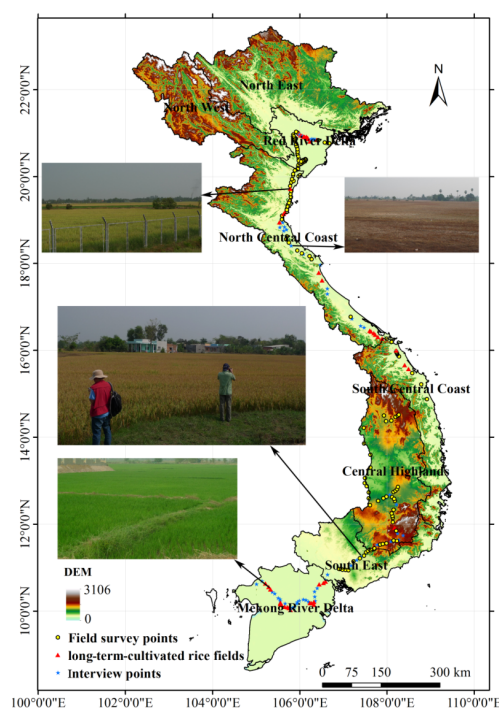 N
22°0'0"N
20°0'0"N
18°0'0"N
16°0'0"N
14°0'0"N
12°0'0"N
10°0'0"N
North East
North West
Red River Delta
North Central Coast
South Central Coast
Central Highlands
South East
Mekong River Delta
DEM
3106
0
Field survey points
long-term-cultivated rice fields
Interview points
0 75 150 300 km
100°0'0"E 102°0'0"E 104°0'0"E 106°0'0"E 108°0'0"E 110°0'0"E